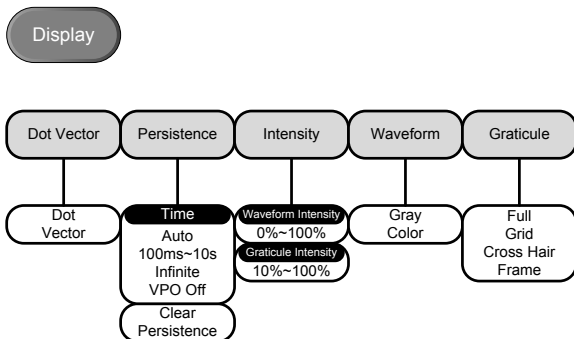 Display
Dot Vector
Persistence
Intensity
Waveform
Graticule
Dot
Vector
Time
Auto
100ms~10s
Infinite
VPO Off
Clear
Persistence
Waveform Intensity
0%~100%
Graticule Intensity
10%~100%
Gray
Color
Full
Grid
Cross Hair
Frame